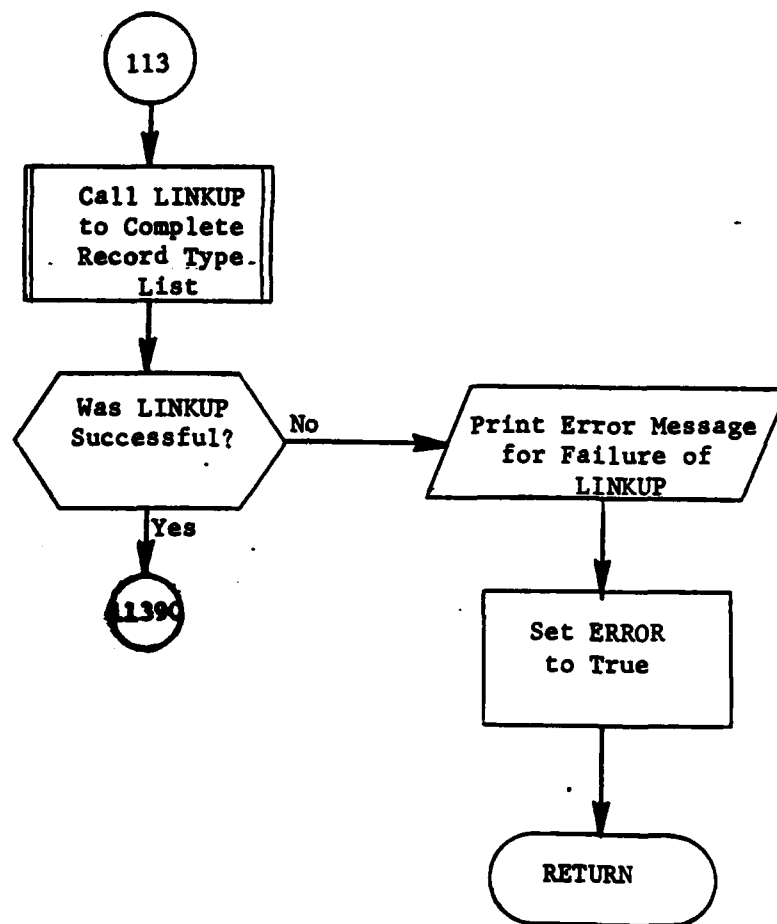 113
Call LINKUP
to Complete
Record Type
List
Was LINKUP
Successful?
No
Print Error Message
for Failure of
LINKUP
Yes
Set ERROR
to True
RETURN